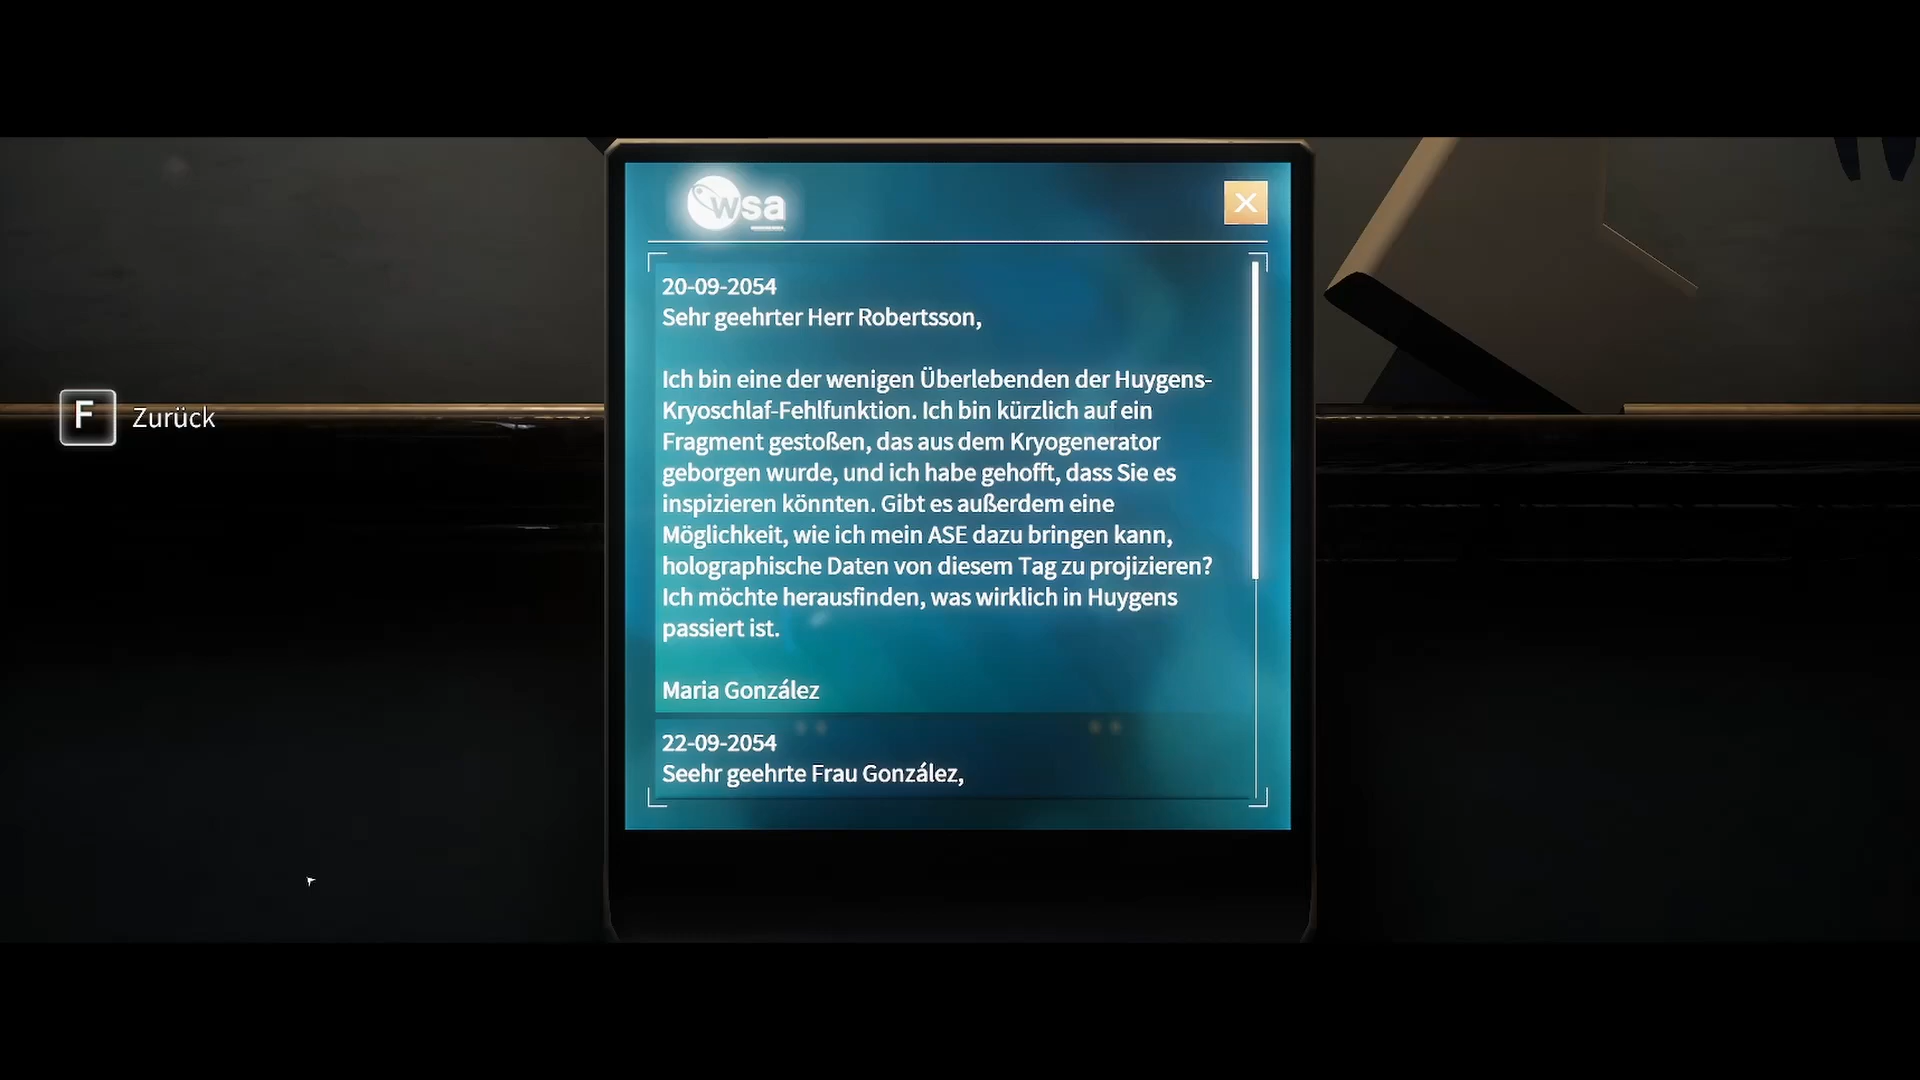 wsa
20-09-2054
Sehr geehrter Herr Robertsson,
Ich bin eine der wenigen Überlebenden der Huygens-
Kryoschlaf-Fehlfunktion. Ich bin kürzlich auf ein
Fragment gestoßen, das aus dem Kryogenerator
geborgen wurde, und ich habe gehofft, dass Sie es
inspizieren könnten. Gibt es außerdem eine
Möglichkeit, wie ich mein ASE dazu bringen kann,
holographische Daten von diesem Tag zu projizieren?
Ich möchte herausfinden, was wirklich in Huygens
passiert ist.
Maria González
22-09-2054
Seehr geehrte Frau González,
F Zurück